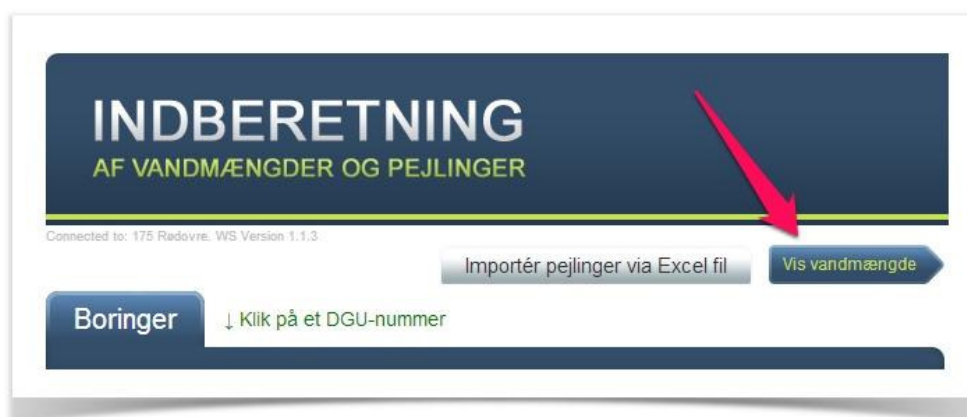 INDBERETNING
AF VANDMÆNGDER OG PEJLINGER
Connected to: 175 Rødovre. WS Version 1.1.3
Importér pejlinger via Excel fil
Vis vandmængde
Boringer
↓ Klik på et DGU-nummer